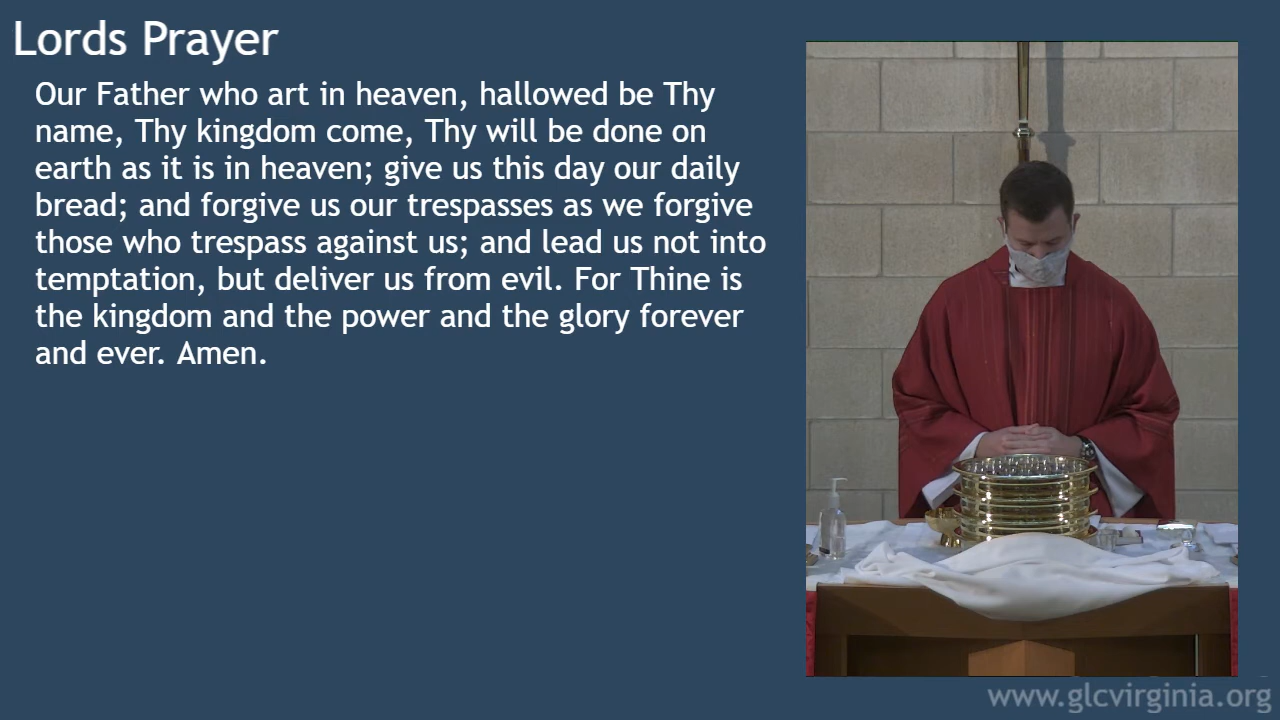 Lords Prayer
Our Father who art in heaven, hallowed be Thy
name, Thy kingdom come, Thy will be done on
earth as it is in heaven; give us this day our daily
bread; and forgive us our trespasses as we forgive
those who trespass against us; and lead us not into
temptation, but deliver us from evil. For Thine is
the kingdom and the power and the glory forever
and ever. Amen.
www.glcvirginia.org